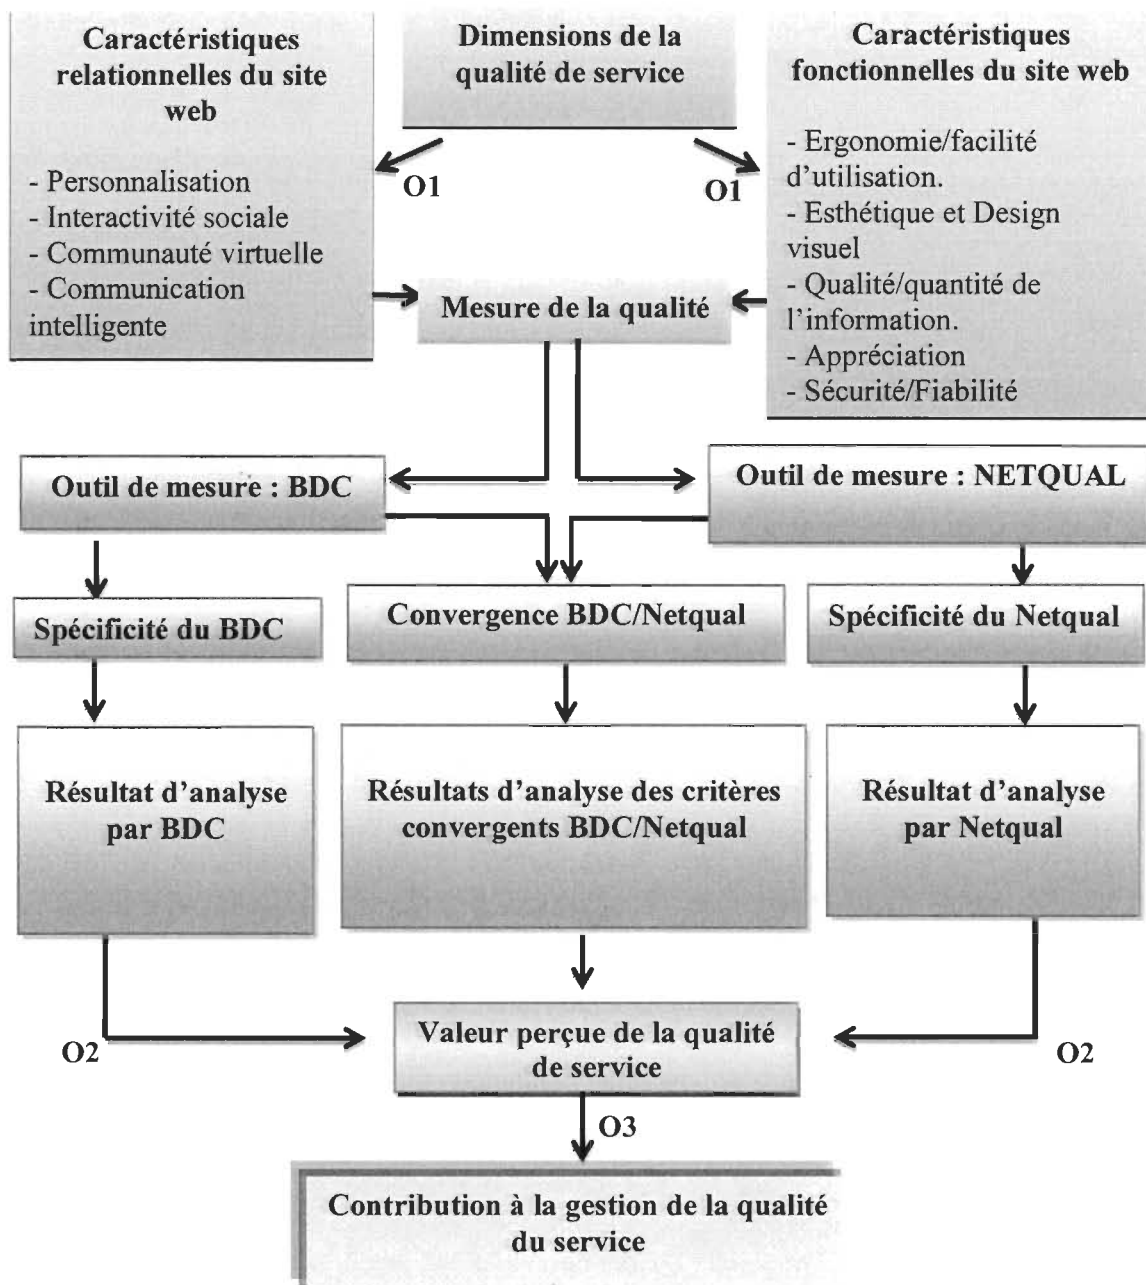 Caractéristiques
relationnelles du site
web
- Personnalisation
- Interactivité sociale
- Communauté virtuelle
- Communication
intelligente
Dimensions de la
qualité de service
Caractéristiques
fonctionnelles du site web
- Ergonomie/facilité
d'utilisation.
- Esthétique et Design
visuel
- Qualité/quantité de
l'information.
- Appréciation
- Sécurité/Fiabilité
O1
O1
Mesure de la qualité
Outil de mesure : BDC
Outil de mesure : NETQUAL
Spécificité du BDC
Convergence BDC/Netqual
Spécificité du Netqual
Résultat d'analyse
par BDC
Résultats d'analyse des critères
convergents BDC/Netqual
Résultat d'analyse
par Netqual
O2
Valeur perçue de la qualité
de service
O2
O3
Contribution à la gestion de la qualité
du service